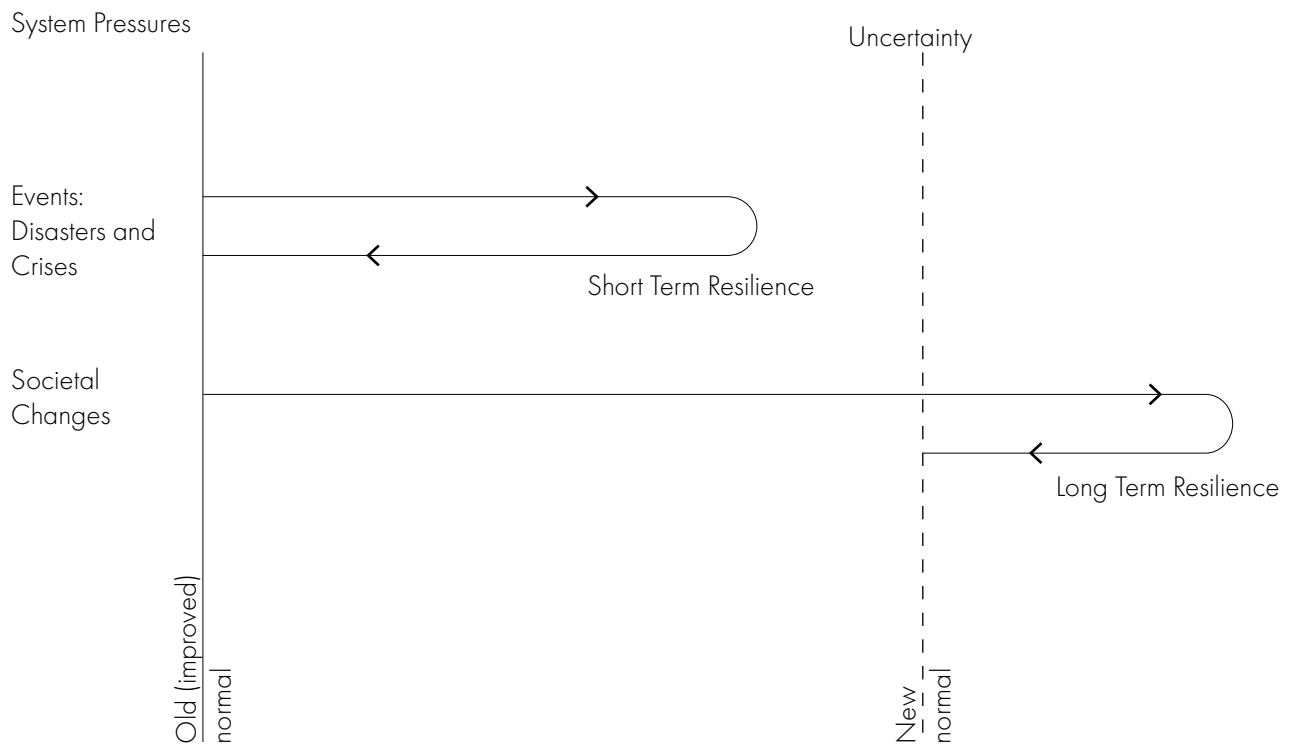 System Pressures
Uncertainty
Events:
Disasters and
Crises
Short Term Resilience
Societal
Changes
Long Term Resilience
Old (improved)
normal
New
normal